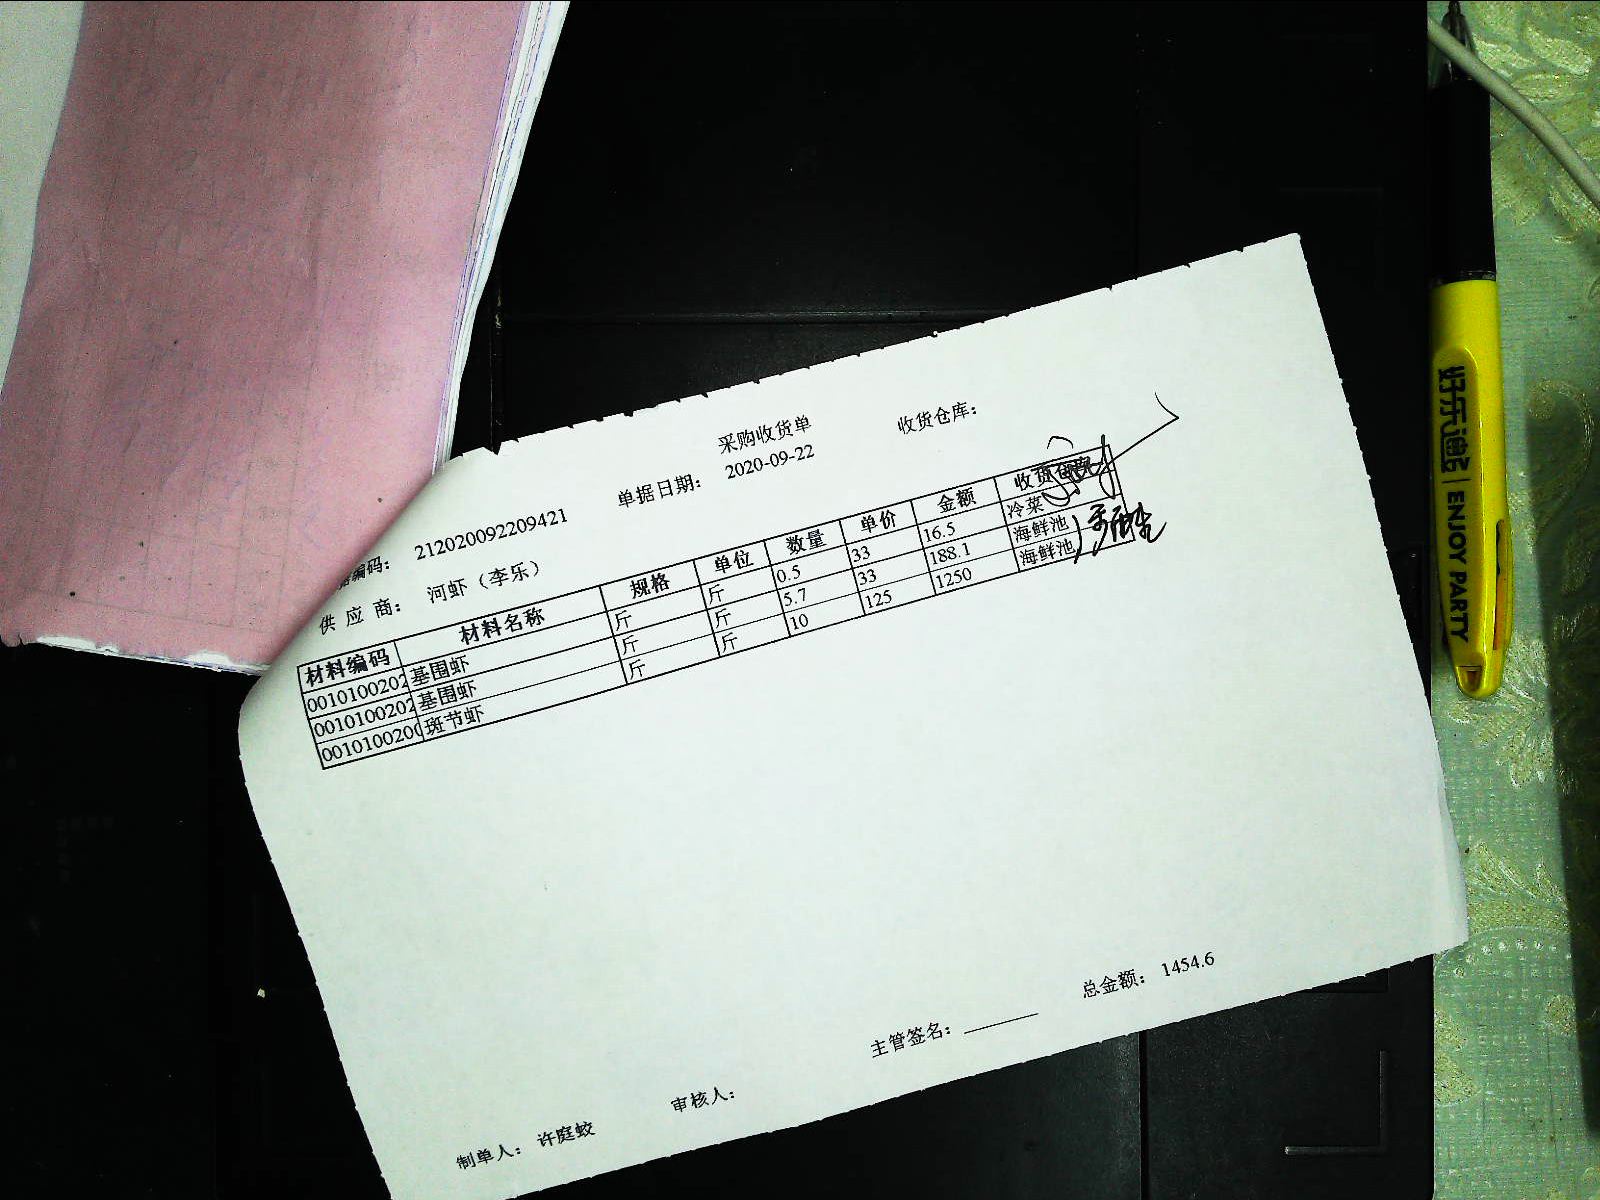 采购收货单
收货仓库：
编码： 212020092209421 单据日期： 2020-09-22
供 应 商： 河虾（李乐）
材料编码 材料名称 规格 单位 数量 单价 金额 收货仓库
0010100202 基围虾 斤 斤 0.5 33 16.5 冷菜
0010100202 基围虾 斤 斤 5.7 33 188.1 海鲜池
001010020 斑节虾 斤 斤 10 125 1250 海鲜池
主管签名： 总金额： 1454.6
制单人： 许庭蛟 审核人：
好乐迪 ENJOY PARTY